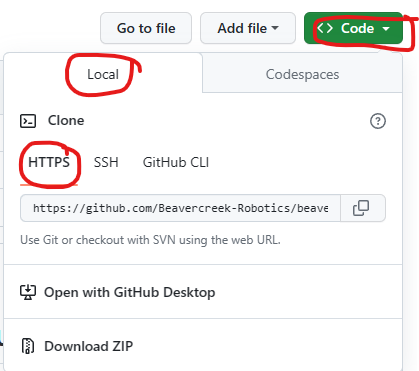 Go to file Add file <> Code
Local Codespaces
Clone
HTTPS SSH GitHub CLI
https://github.com/Beavercreek-Robotics/beave
Use Git or checkout with SVN using the web URL.
Open with GitHub Desktop
Download ZIP